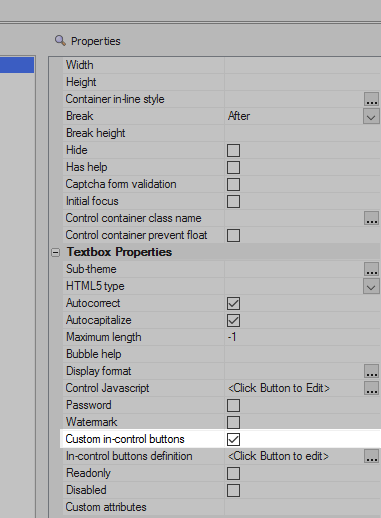 Properties
Width
Height
Container in-line style ...
Break After
Break height
Hide
Has help
Captcha form validation
Initial focus
Control container class name ...
Control container prevent float
Textbox Properties
Sub-theme ...
HTML5 type
Autocorrect
Autocapitalize
Maximum length -1
Bubble help
Display format ...
Control Javascript <Click Button to Edit> ...
Password
Watermark
Custom in-control buttons
In-control buttons definition <Click Button to edit> ...
Readonly
Disabled
Custom attributes